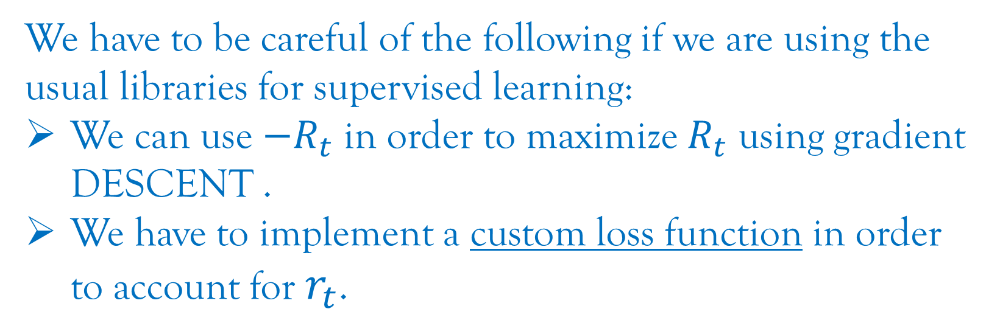 We have to be careful of the following if we are using the
usual libraries for supervised learning:
➢ We can use −R_t in order to maximize R_t using gradient
DESCENT .
➢ We have to implement a custom loss function in order
to account for r_t.